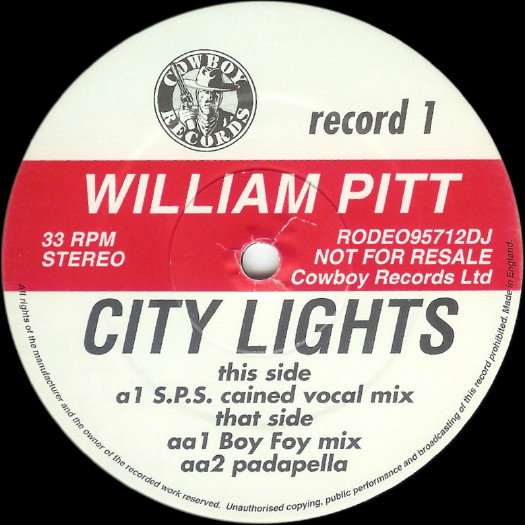 COWBOY
RECORDS
record 1
WILLIAM PITT
33 RPM
STEREO
RODEO95712DJ
NOT FOR RESALE
Cowboy Records Ltd
CITY LIGHTS
this side
a1 S.P.S. cained vocal mix
that side
aa1 Boy Foy mix
aa2 padapella
All rights of the manufacturer and the owner of the recorded work reserved. Unauthorised copying, public performance and broadcasting of this record prohibited. Made in England.